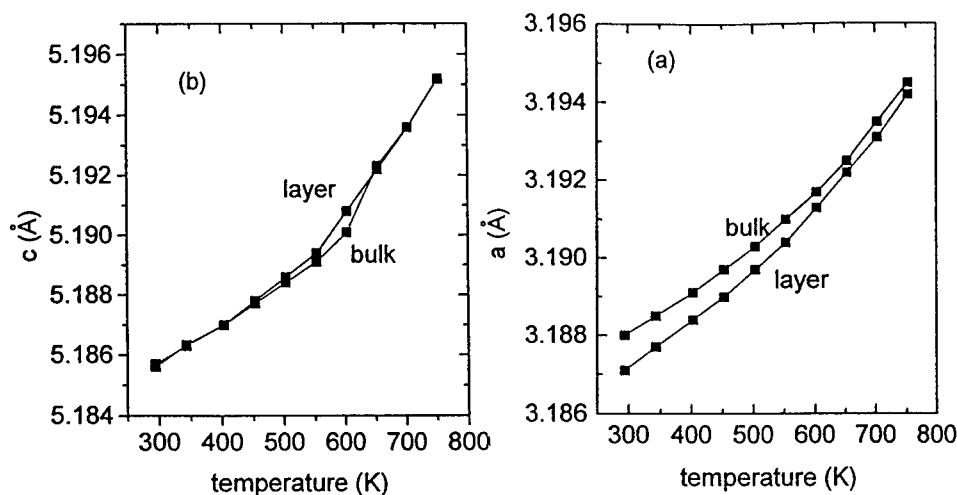 5.196
5.194
5.192
5.190
5.188
5.186
5.184
c (Å)
(b)
layer
bulk
300 400 500 600 700 800
temperature (K)
3.196
3.194
3.192
3.190
3.188
3.186
a (Å)
(a)
bulk
layer
300 400 500 600 700 800
temperature (K)